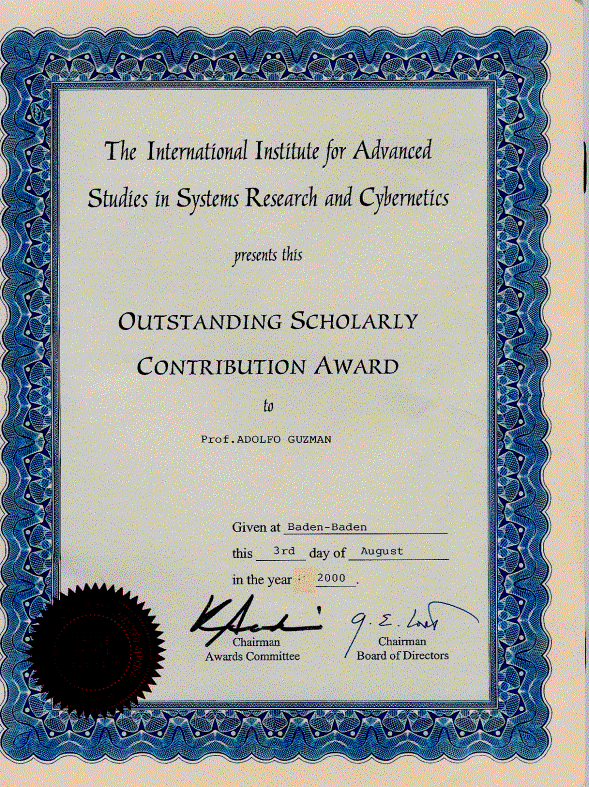 The International Institute for Advanced
Studies in Systems Research and Cybernetics
presents this
OUTSTANDING SCHOLARLY
CONTRIBUTION AWARD
to
Prof.ADOLFO GUZMAN
Given at Baden-Baden
this 3rd day of August
in the year 2000.
Chairman
Awards Committee
Chairman
Board of Directors